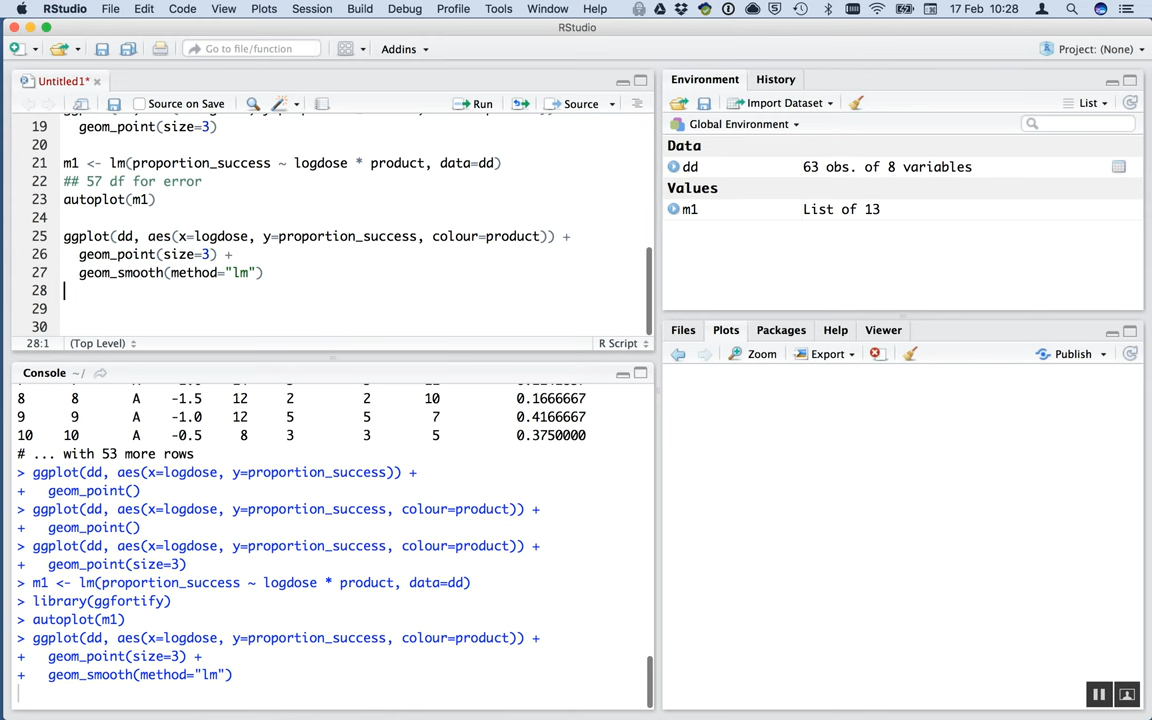 RStudio File Edit Code View Plots Session Build Debug Profile Tools Window Help 17 Feb 10:28
RStudio
Go to file/function Addins Project: (None)
Untitled1*
Source on Save Run Source
19 geom_point(size=3)
20
21 m1 <- lm(proportion_success ~ logdose * product, data=dd)
22 ## 57 df for error
23 autoplot(m1)
24
25 ggplot(dd, aes(x=logdose, y=proportion_success, colour=product)) +
26 geom_point(size=3) +
27 geom_smooth(method="lm")
28
29
30
28:1 (Top Level) R Script
Console ~/
8 8 A -1.5 12 2 2 10 0.1666667
9 9 A -1.0 12 5 5 7 0.4166667
10 10 A -0.5 8 3 3 5 0.3750000
# ... with 53 more rows
> ggplot(dd, aes(x=logdose, y=proportion_success)) +
+ geom_point()
> ggplot(dd, aes(x=logdose, y=proportion_success, colour=product)) +
+ geom_point()
> ggplot(dd, aes(x=logdose, y=proportion_success, colour=product)) +
+ geom_point(size=3)
> m1 <- lm(proportion_success ~ logdose * product, data=dd)
> library(ggfortify)
> autoplot(m1)
> ggplot(dd, aes(x=logdose, y=proportion_success, colour=product)) +
+ geom_point(size=3) +
+ geom_smooth(method="lm")
Environment History
Import Dataset List
Global Environment
Data
dd 63 obs. of 8 variables
Values
m1 List of 13
Files Plots Packages Help Viewer
Zoom Export Publish